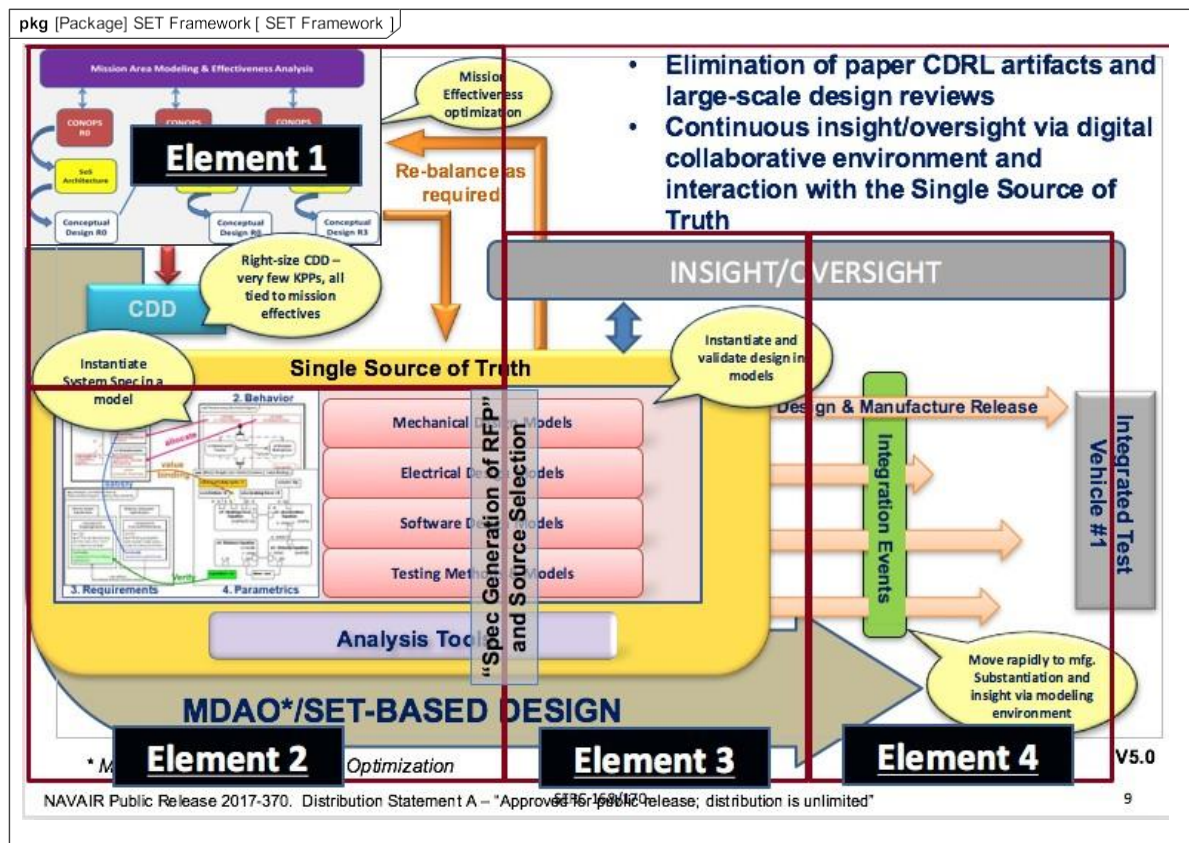 pkg [Package] SET Framework [ SET Framework ]
Mission Area Modeling & Effectiveness Analysis
CONOPS
R0
CONOPS
CONOPS
Element 1
SoS
Architecture
Conceptual
Design R0
Conceptual
Design R0
Conceptual
Design R3
Mission
Effectiveness
optimization
Re-balance as
required
• Elimination of paper CDRL artifacts and
large-scale design reviews
• Continuous insight/oversight via digital
collaborative environment and
interaction with the Single Source of
Truth
CDD
Right-size CDD –
very few KPPs, all
tied to mission
effectives
INSIGHT/OVERSIGHT
Instantiate
System Spec in a
model
Single Source of Truth
Instantiate and
validate design in
models
2. Behavior
allocate
value
binding
satisfy
Verify
3. Requirements
4. Parametrics
Mechanical Design Models
Electrical Design Models
Software Design Models
Testing Methods & Models
"Spec Generation of RFP"
and Source Selection
Analysis Tools
Design & Manufacture Release
Integration Events
Integrated Test
Vehicle #1
Move rapidly to mfg.
Substantiation and
insight via modeling
environment
MDAO*/SET-BASED DESIGN
Element 2
Element 3
Element 4
* M
Optimization
V5.0
NAVAIR Public Release 2017-370. Distribution Statement A – "Approved for public release; distribution is unlimited"
9